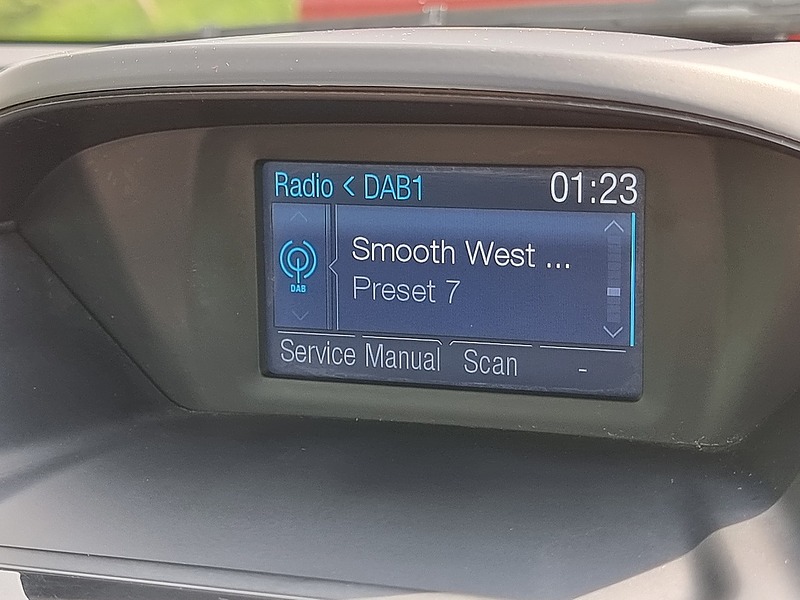 Radio < DAB1 01:23
Smooth West ...
DAB
Preset 7
Service Manual Scan -